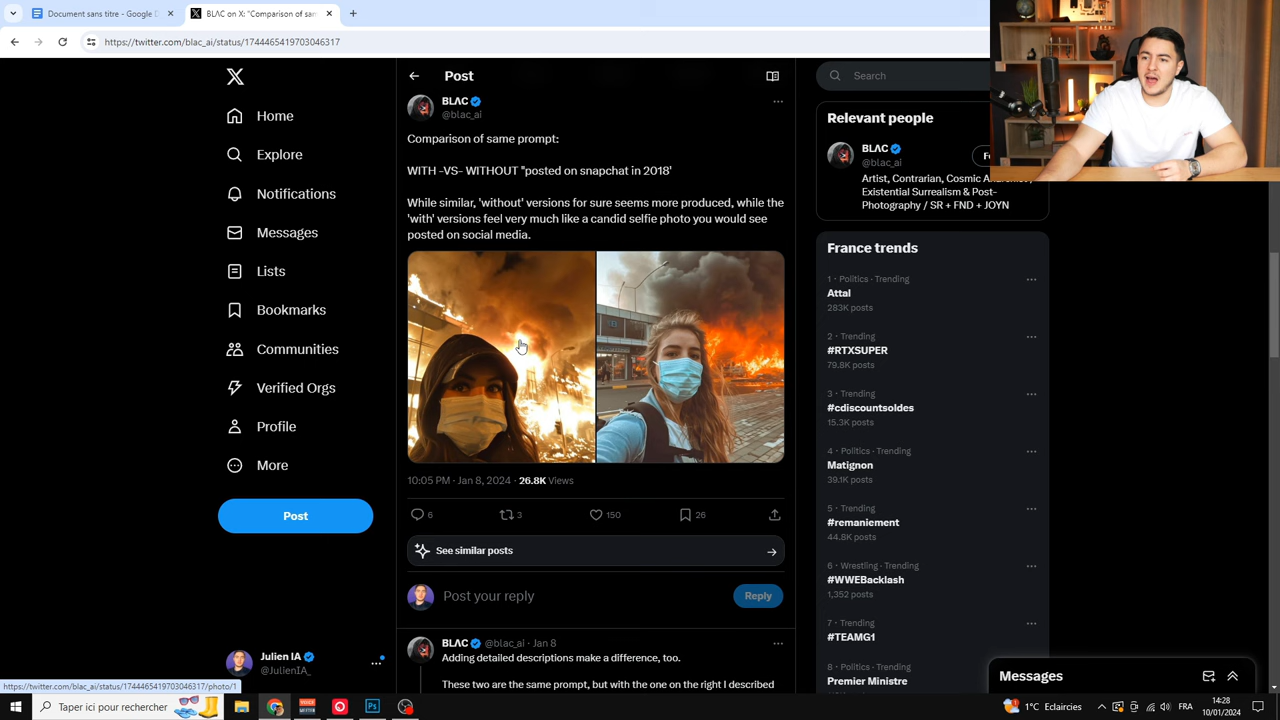 Document sans titre - Google D
BLΛC on X: "Comparison of sam
https://twitter.com/blac_ai/status/1744465419703046317
Home
Explore
Notifications
Messages
Lists
Bookmarks
Communities
Verified Orgs
Profile
More
Post
Julien IA
@JulienIA_
Post
BLΛC
@blac_ai
Comparison of same prompt:
WITH -VS- WITHOUT "posted on snapchat in 2018'
While similar, 'without' versions for sure seems more produced, while the
'with' versions feel very much like a candid selfie photo you would see
posted on social media.
10:05 PM · Jan 8, 2024 · 26.8K Views
6
3
150
26
See similar posts
Post your reply
Reply
BLΛC @blac_ai · Jan 8
Adding detailed descriptions make a difference, too.
These two are the same prompt, but with the one on the right I described
Search
Relevant people
BLΛC
@blac_ai
Artist, Contrarian, Cosmic
Existential Surrealism & Post-
Photography / SR + FND + JOYN
France trends
1 · Politics · Trending
Attal
283K posts
2 · Trending
#RTXSUPER
79.8K posts
3 · Trending
#cdiscountsoldes
15.3K posts
4 · Politics · Trending
Matignon
39.1K posts
5 · Trending
#remaniement
44.8K posts
6 · Wrestling · Trending
#WWEBacklash
1,352 posts
7 · Trending
#TEAMG1
8 · Politics · Trending
Premier Ministre
Messages
https://twitter.com/blac_ai/status/1744465419703046317/photo/1
Taper ici pour rechercher
1°C Eclaircies
FRA
14:28
10/01/2024